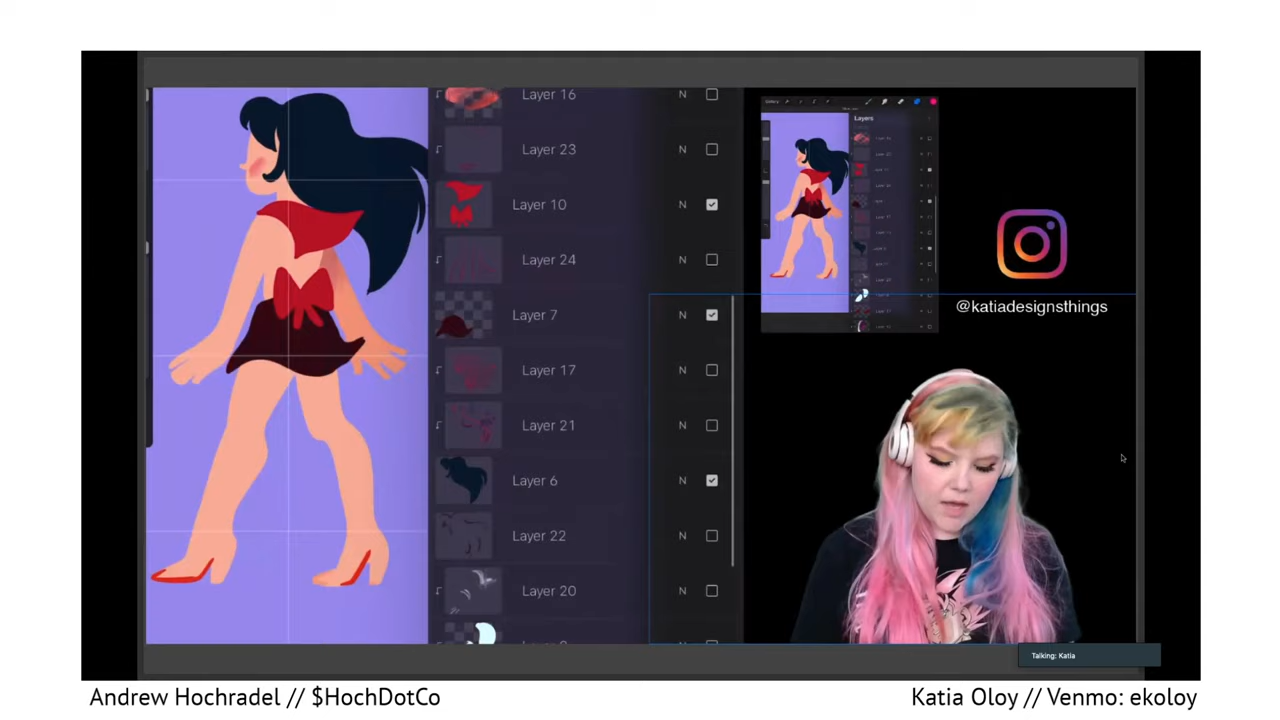 Layer 16 N
Layer 23 N
Layer 10 N
Layer 24 N
Layer 7 N
Layer 17 N
Layer 21 N
Layer 6 N
Layer 22 N
Layer 20 N
Layers
@katiadesignsthings
Talking: Katia
Andrew Hochradel // $HochDotCo
Katia Oloy // Venmo: ekoloy